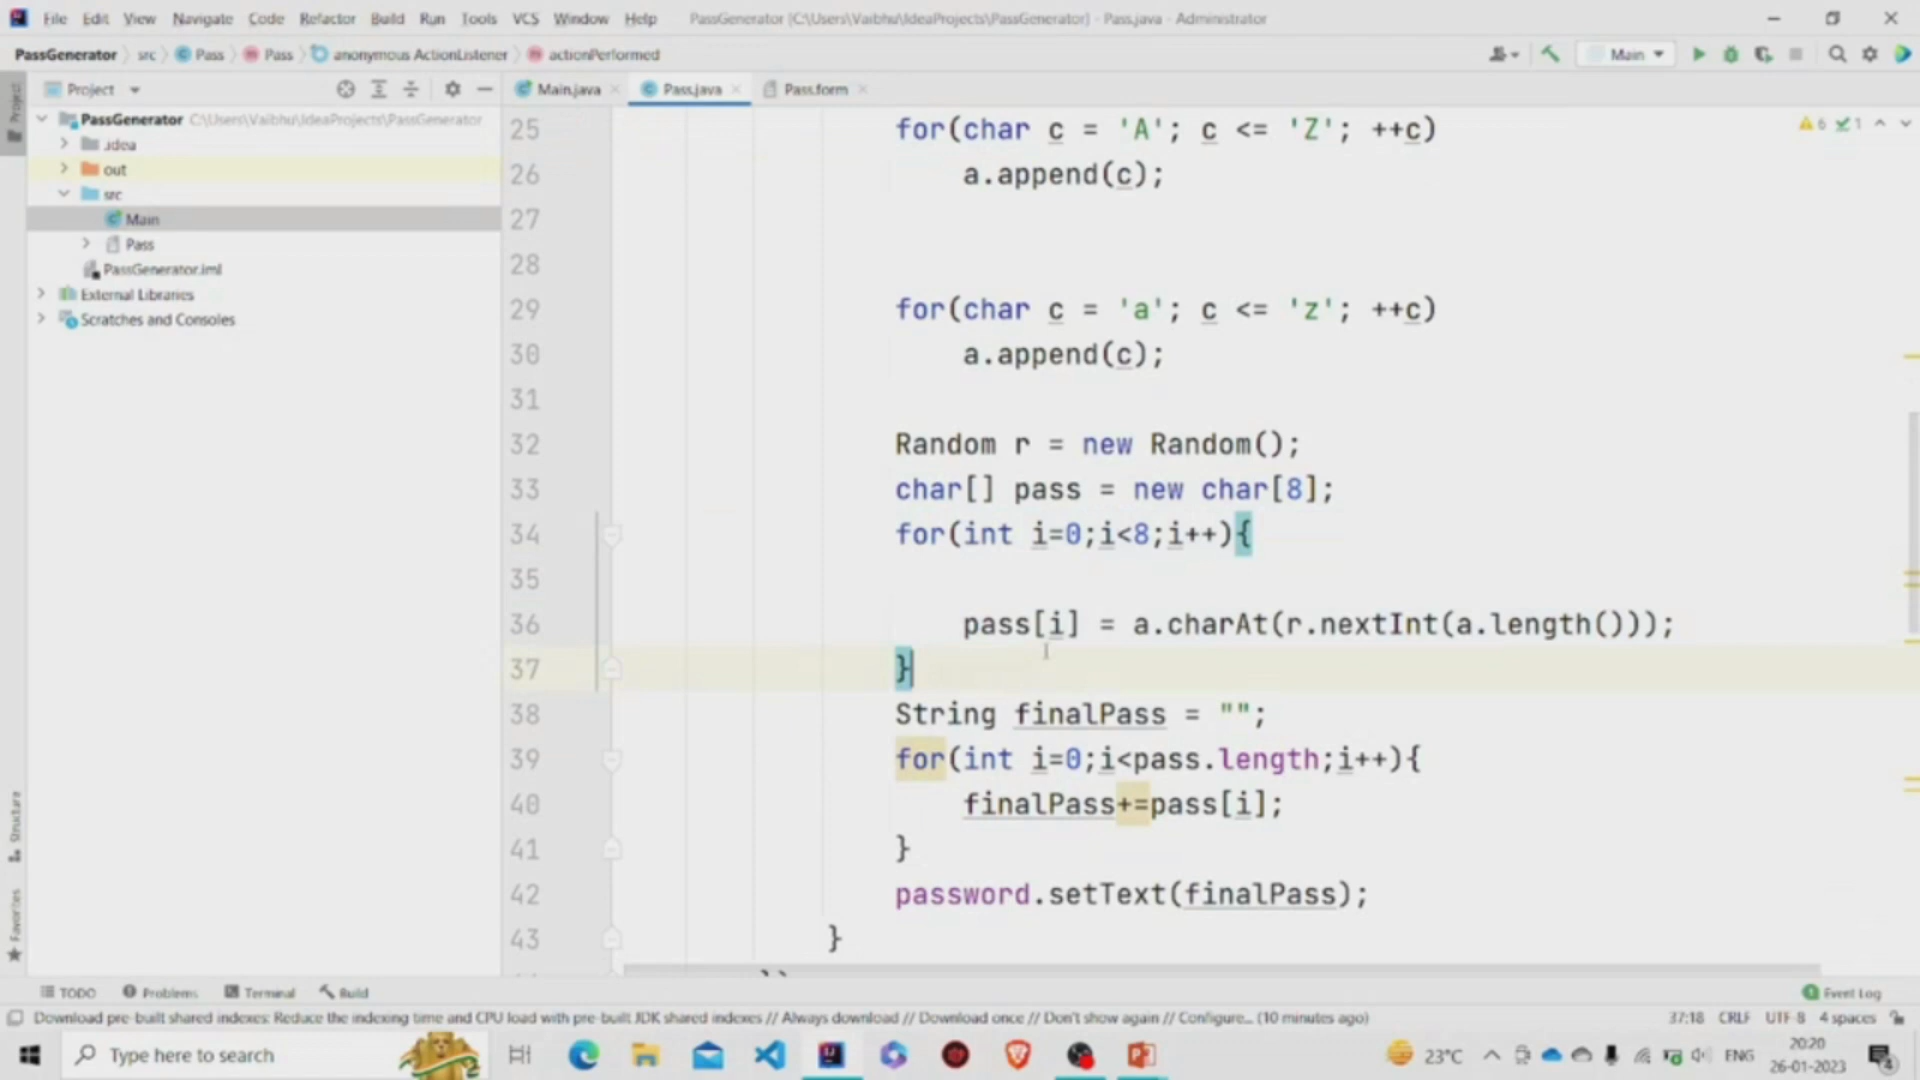 File Edit View Navigate Code Refactor Build Run Tools VCS Window Help PassGenerator [C:\Users\Vaibhu\IdeaProjects\PassGenerator] - Pass.java - Administrator
PassGenerator src Pass Pass anonymous ActionListener actionPerformed Main
Project Project Main.java Pass.java Pass.form
PassGenerator C:\Users\Vaibhu\IdeaProjects\PassGenerator
.idea
out
src
Main
Pass
PassGenerator.iml
External Libraries
Scratches and Consoles
6 1
25 for(char c = 'A'; c <= 'Z'; ++c)
26 a.append(c);
27
28
29 for(char c = 'a'; c <= 'z'; ++c)
30 a.append(c);
31
32 Random r = new Random();
33 char[] pass = new char[8];
34 for(int i=0;i<8;i++){
35
36 pass[i] = a.charAt(r.nextInt(a.length()));
37 }
38 String finalPass = "";
39 for(int i=0;i<pass.length;i++){
40 finalPass+=pass[i];
41 }
42 password.setText(finalPass);
43 }
Structure
Favorites
TODO Problems Terminal Build Event Log
Download pre-built shared indexes: Reduce the indexing time and CPU load with pre-built JDK shared indexes // Always download // Download once // Don't show again // Configure... (10 minutes ago) 37:18 CRLF UTF-8 4 spaces
Type here to search 23°C ENG 20:20
26-01-2023 4